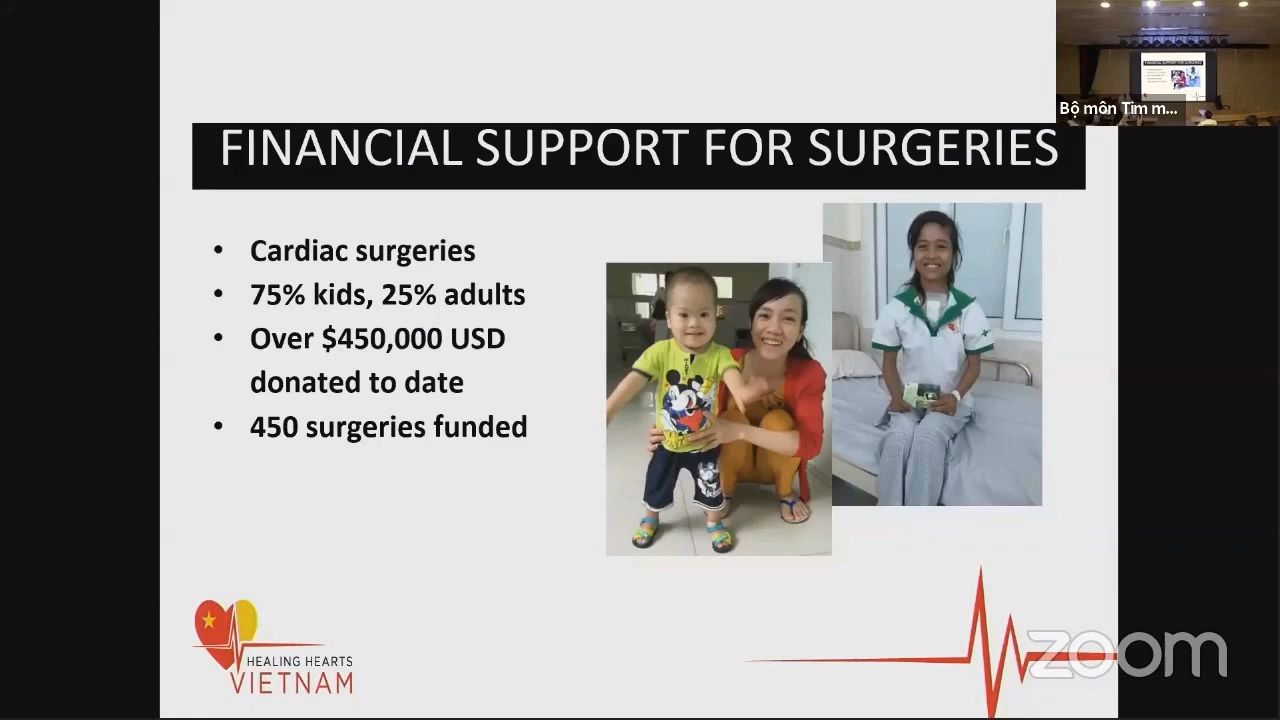 Bộ môn Tim m...
FINANCIAL SUPPORT FOR SURGERIES
• Cardiac surgeries
• 75% kids, 25% adults
• Over $450,000 USD
donated to date
• 450 surgeries funded
HEALING HEARTS
VIETNAM
zoom